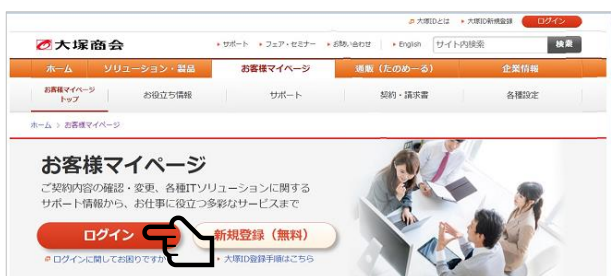 大塚IDとは 大塚ID新規登録 ログイン
大塚商会 サポート フェア・セミナー お問い合わせ English サイト内検索 検索
ホーム ソリューション・製品 お客様マイページ 通販（たのめーる） 企業情報
お客様マイページ
トップ お役立ち情報 サポート 契約・請求書 各種設定
ホーム > お客様マイページ
お客様マイページ
ご契約内容の確認・変更、各種ITソリューションに関する
サポート情報から、お仕事に役立つ多彩なサービスまで
ログイン 新規登録（無料）
ログインに関してお困りですか 大塚ID登録手順はこちら